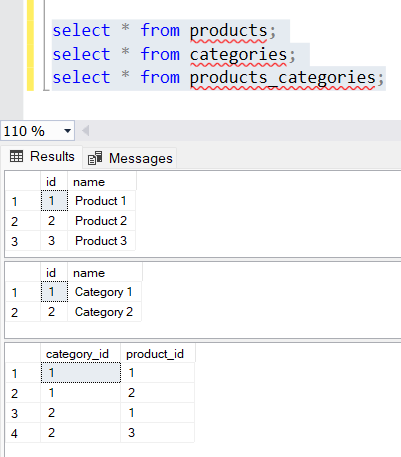 select * from products;
select * from categories;
select * from products_categories;
110 %
Results Messages
id name
1 1 Product 1
2 2 Product 2
3 3 Product 3
id name
1 1 Category 1
2 2 Category 2
category_id product_id
1 1 1
2 1 2
3 2 1
4 2 3